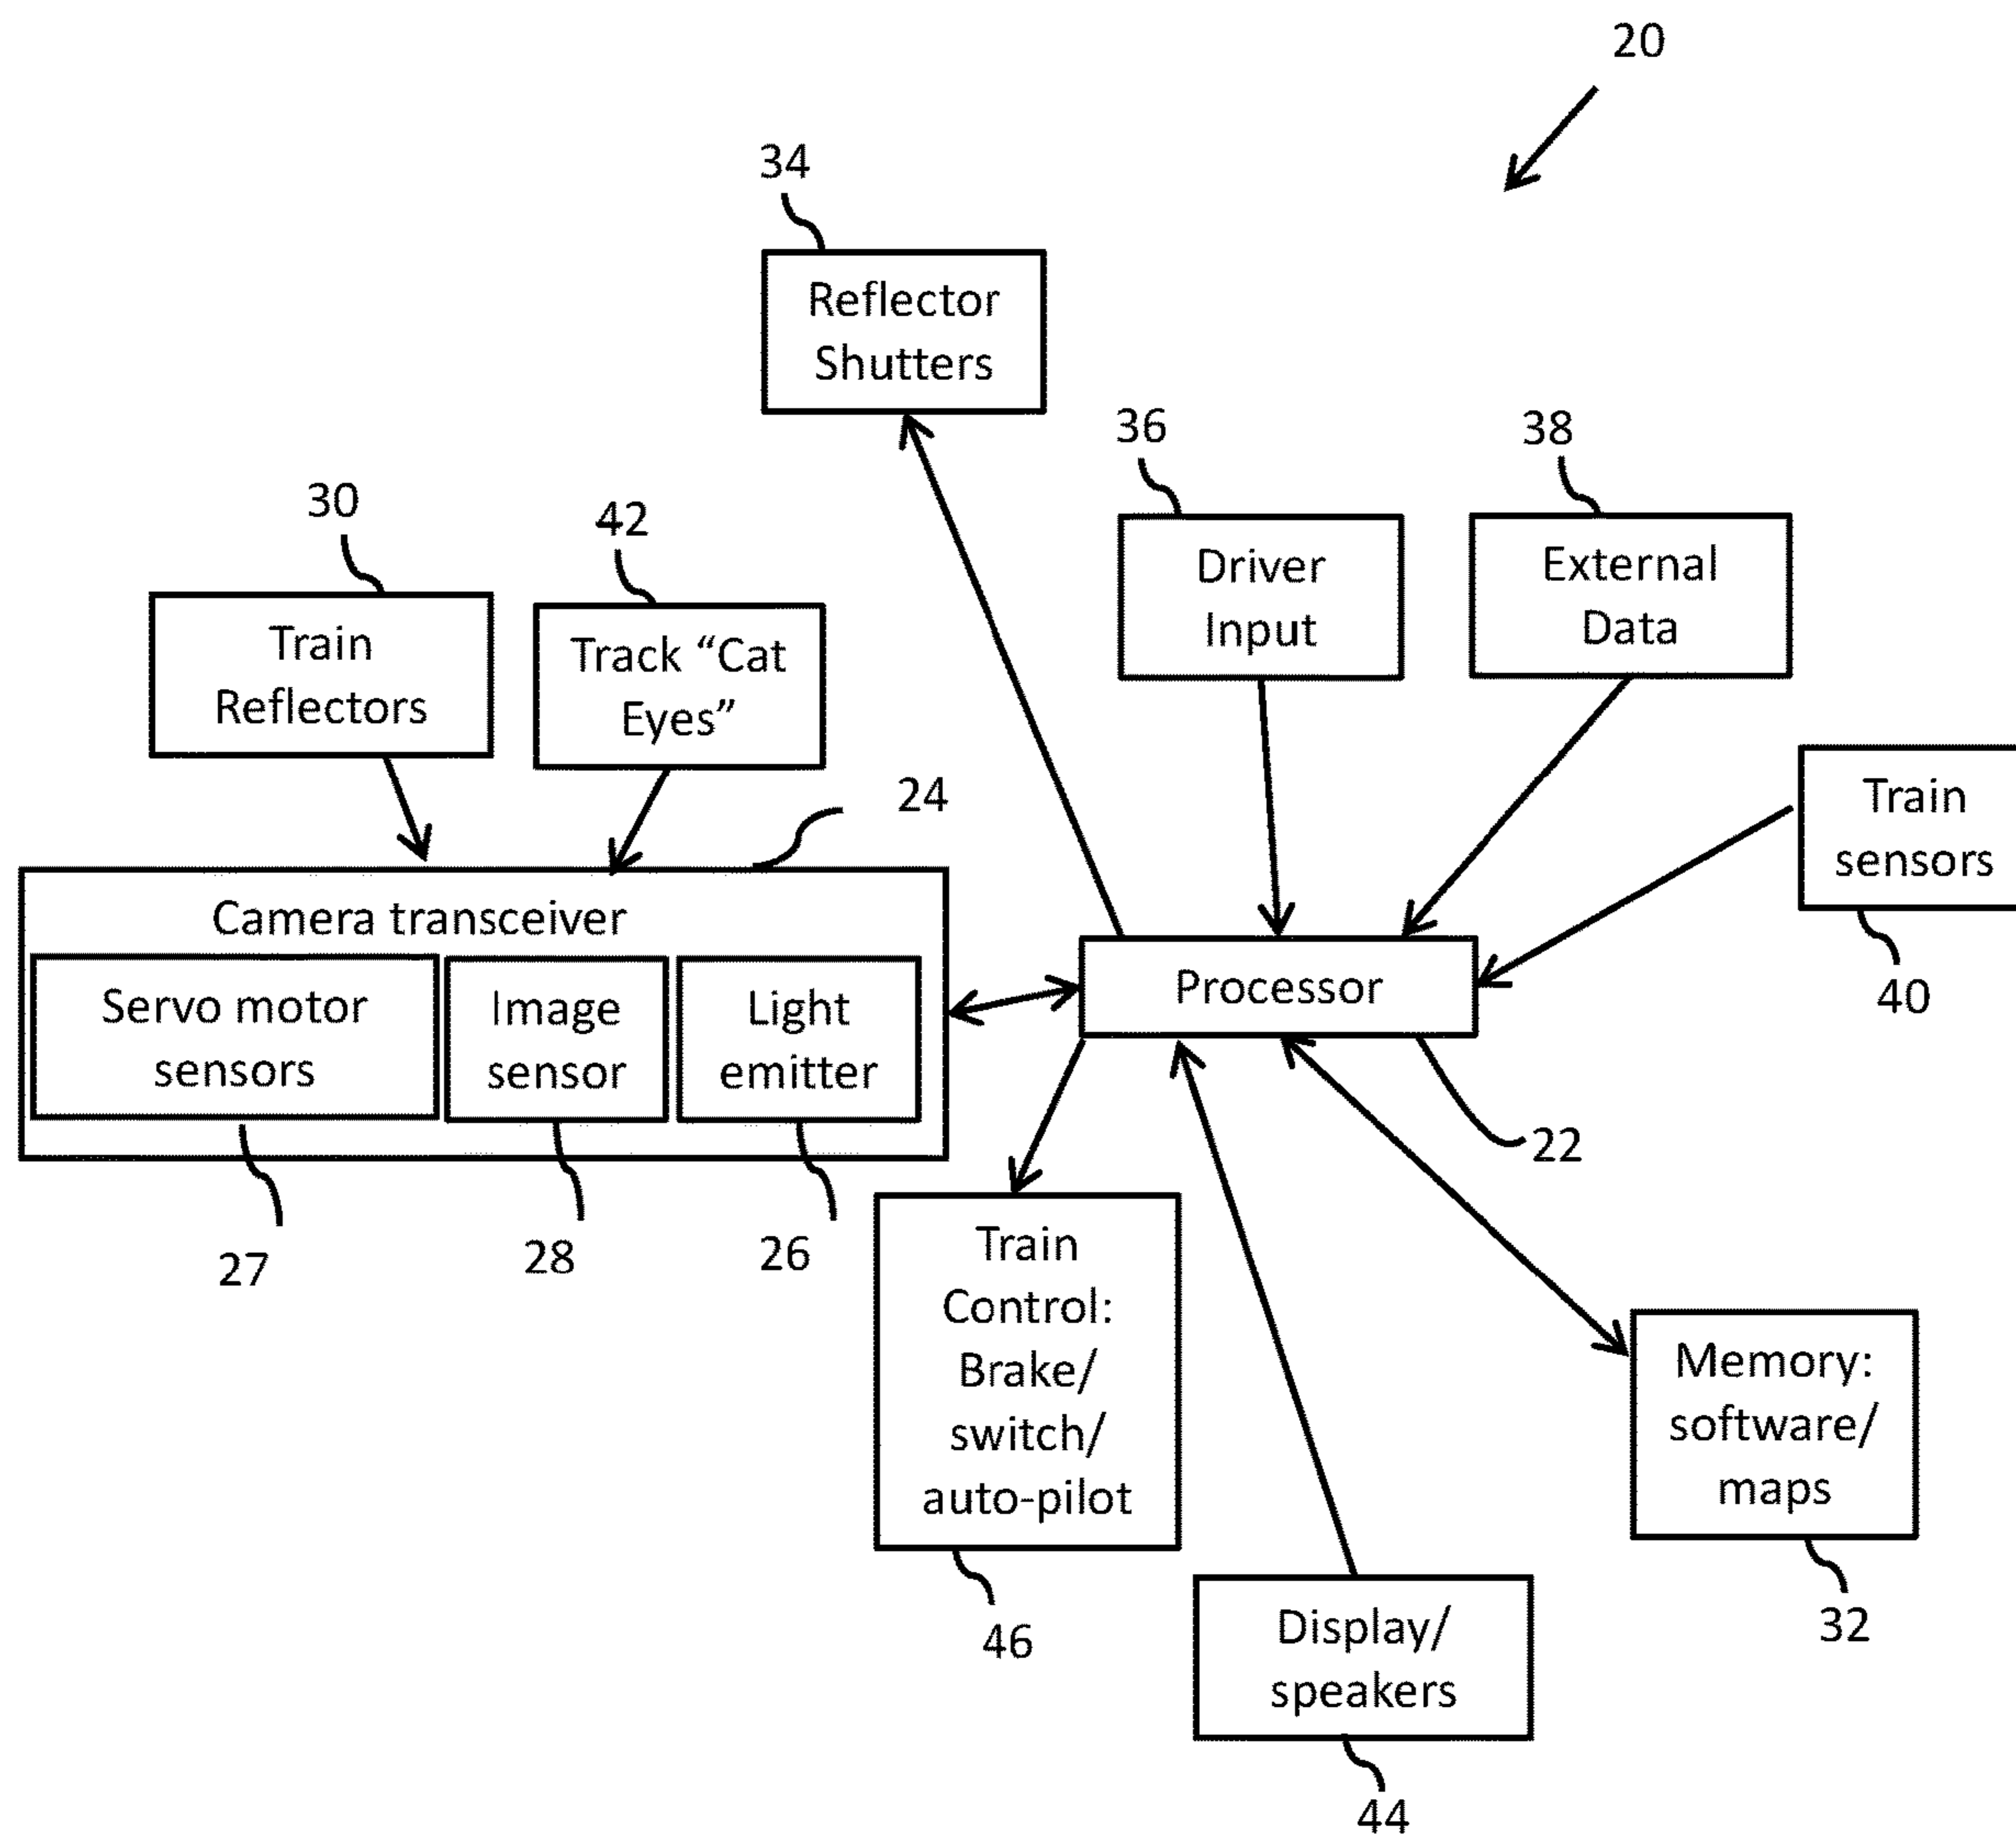 20
34
Reflector
Shutters
36
38
30
42
Driver
Input
External
Data
Train
Reflectors
Track “Cat
Eyes”
24
Train
sensors
40
Camera transceiver
Servo motor
sensors
Image
sensor
Light
emitter
Processor
22
27
28
26
Train
Control:
Brake/
switch/
auto-pilot
46
Memory:
software/
maps
32
Display/
speakers
44